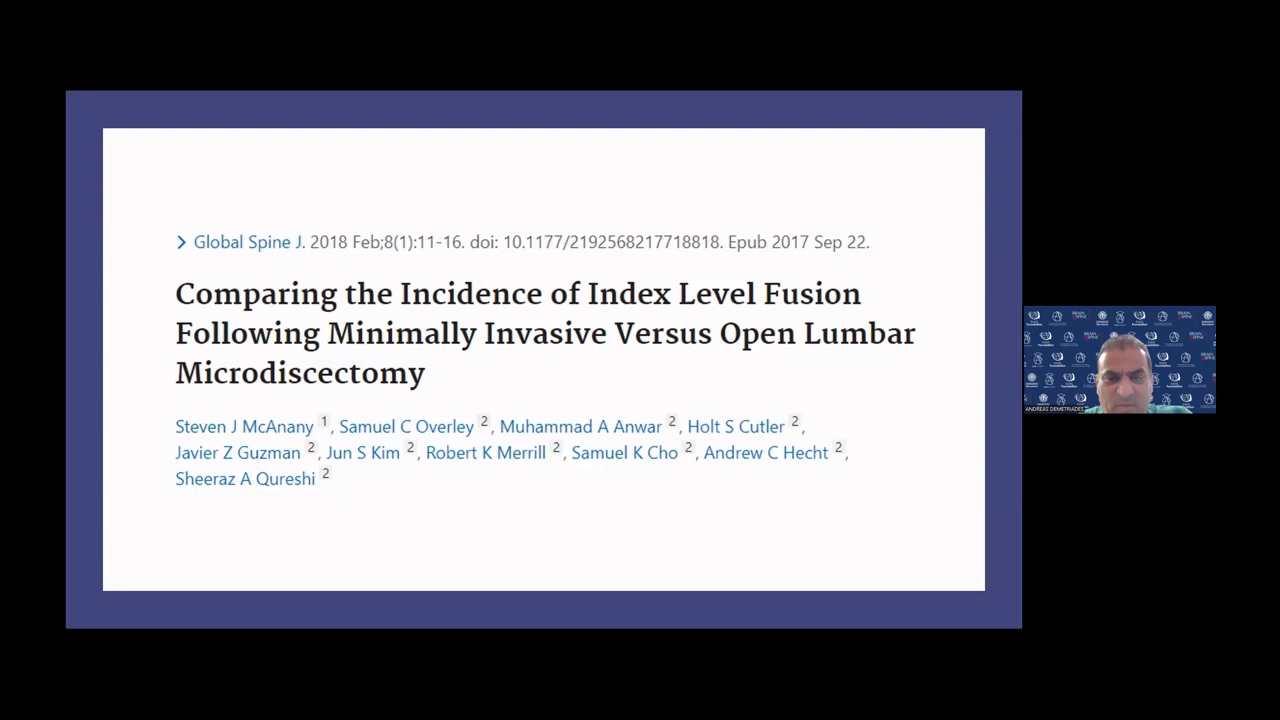 Global Spine J. 2018 Feb;8(1):11-16. doi: 10.1177/2192568217718818. Epub 2017 Sep 22.
Comparing the Incidence of Index Level Fusion
Following Minimally Invasive Versus Open Lumbar
Microdiscectomy
Steven J McAnany 1, Samuel C Overley 2, Muhammad A Anwar 2, Holt S Cutler 2,
Javier Z Guzman 2, Jun S Kim 2, Robert K Merrill 2, Samuel K Cho 2, Andrew C Hecht 2,
Sheeraz A Qureshi 2
ANDREAS DEMETRIADES